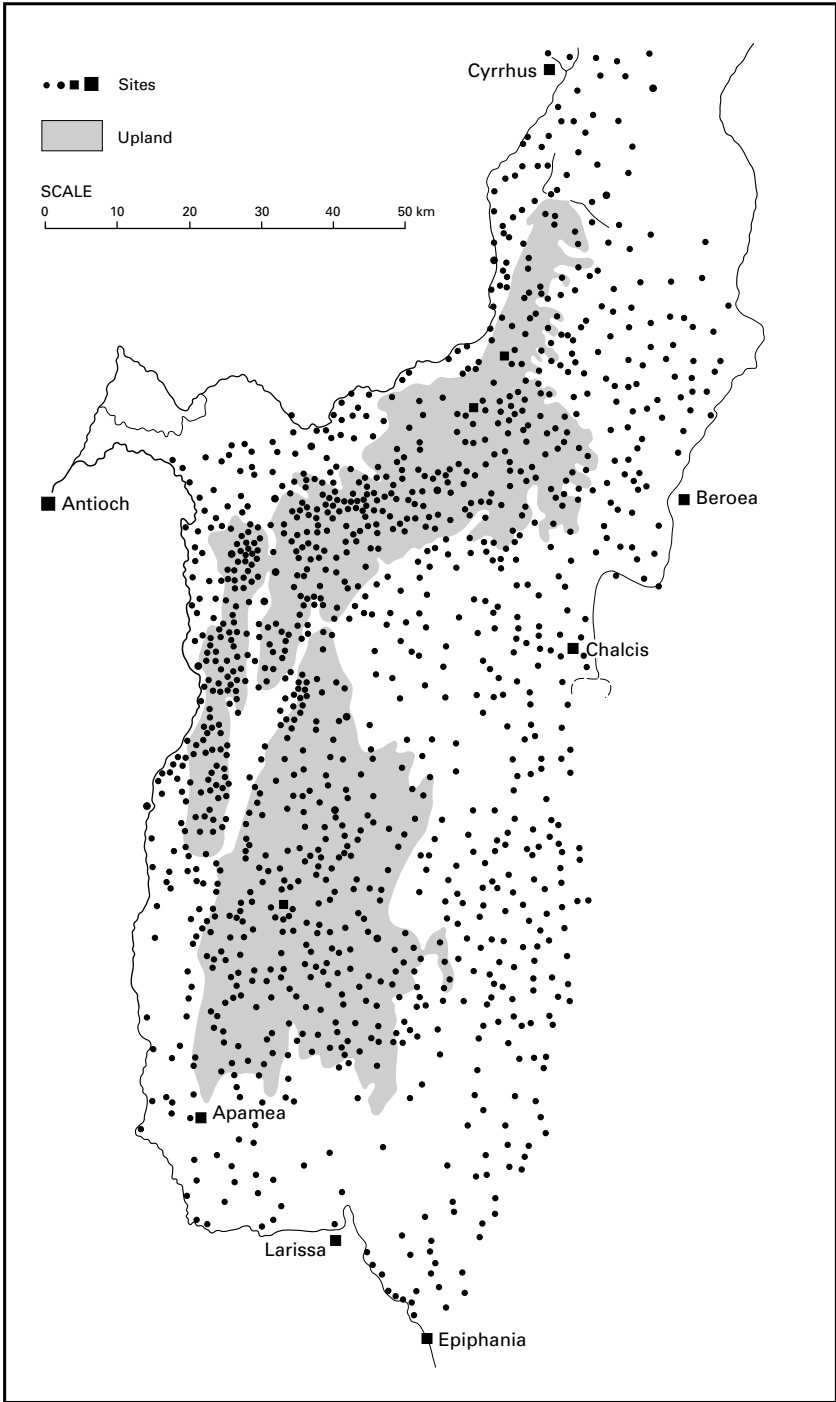 Cyrrhus
Sites
Upland
SCALE
0 10 20 30 40 50 km
Antioch
Beroea
Chalcis
Apamea
Larissa
Epiphania